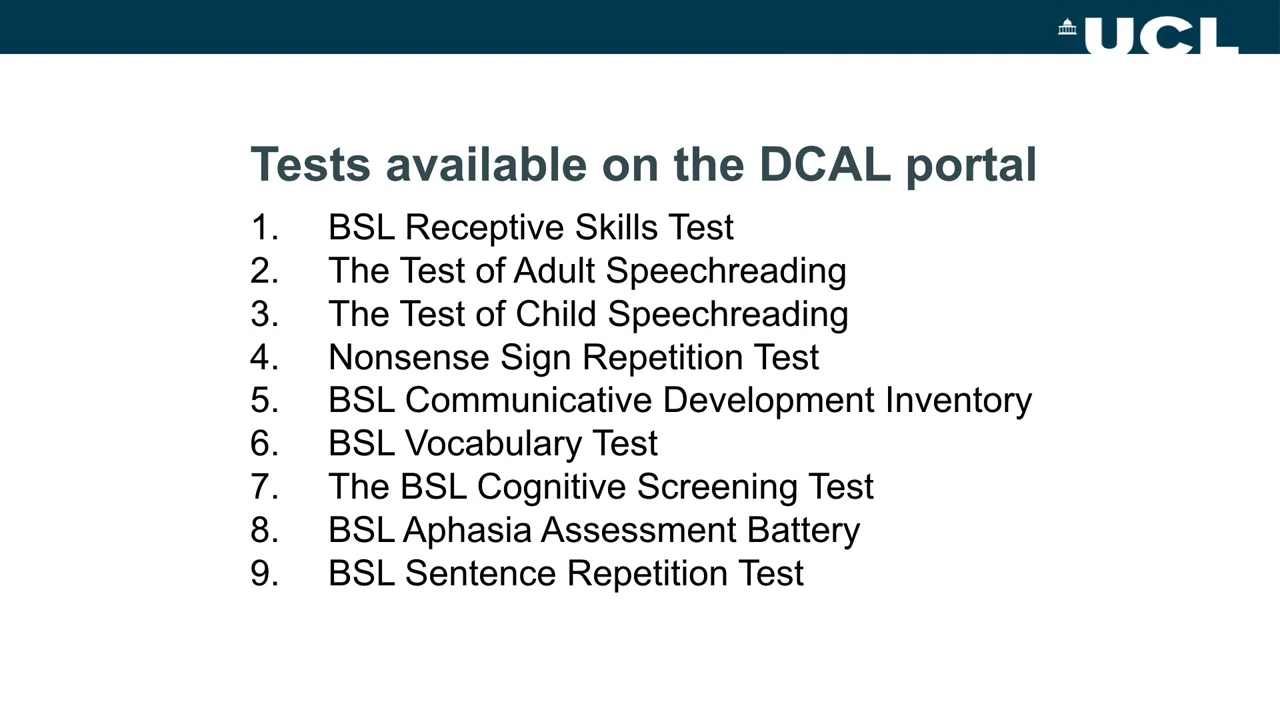 UCL
Tests available on the DCAL portal
1. BSL Receptive Skills Test
2. The Test of Adult Speechreading
3. The Test of Child Speechreading
4. Nonsense Sign Repetition Test
5. BSL Communicative Development Inventory
6. BSL Vocabulary Test
7. The BSL Cognitive Screening Test
8. BSL Aphasia Assessment Battery
9. BSL Sentence Repetition Test